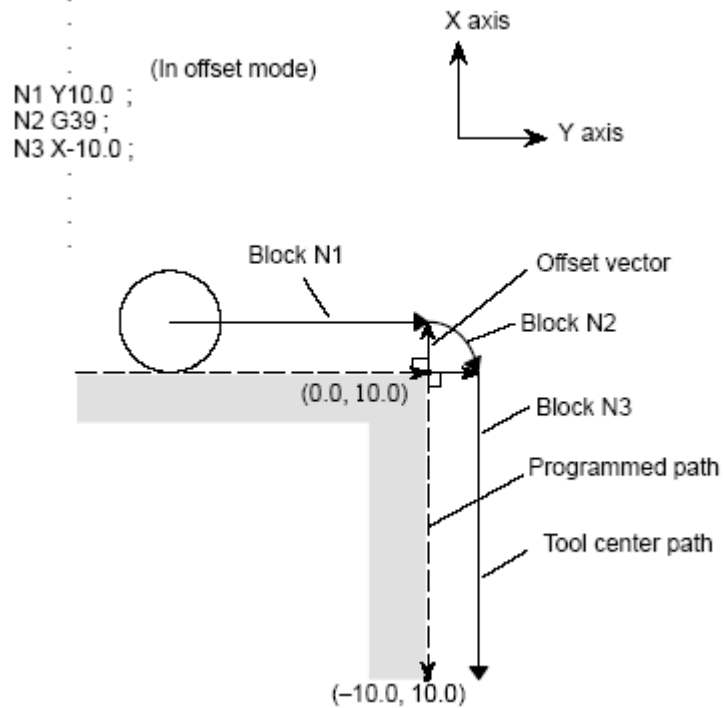 X axis
(In offset mode)
N1 Y10.0 ;
N2 G39 ;
N3 X-10.0 ;
Y axis
Block N1
Offset vector
Block N2
(0.0, 10.0)
Block N3
Programmed path
Tool center path
(–10.0, 10.0)